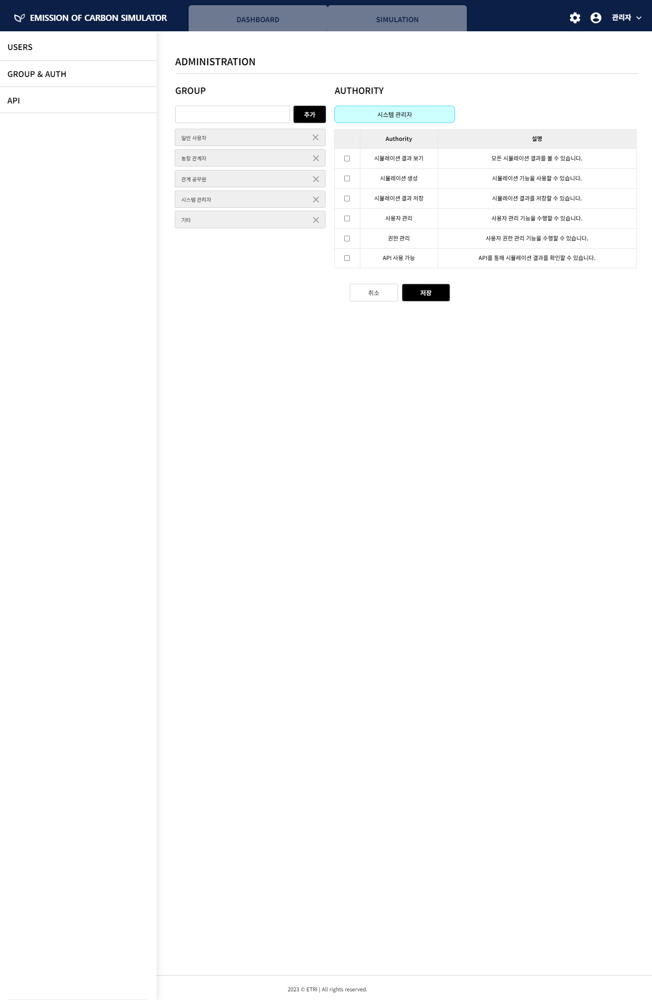 EMISSION OF CARBON SIMULATOR
DASHBOARD
SIMULATION
관리자
USERS
GROUP & AUTH
API
ADMINISTRATION
GROUP
추가
일반 사용자
농장 관계자
관계 공무원
시스템 관리자
기타
AUTHORITY
시스템 관리자
Authority 설명
시뮬레이션 결과 보기 모든 시뮬레이션 결과를 볼 수 있습니다.
시뮬레이션 생성 시뮬레이션 기능을 사용할 수 있습니다.
시뮬레이션 결과 저장 시뮬레이션 결과를 저장할 수 있습니다.
사용자 관리 사용자 관리 기능을 수행할 수 있습니다.
권한 관리 사용자 권한 관리 기능을 수행할 수 있습니다.
API 사용 가능 API를 통해 시뮬레이션 결과를 확인할 수 있습니다.
취소
저장
2023 © ETRI | All rights reserved.